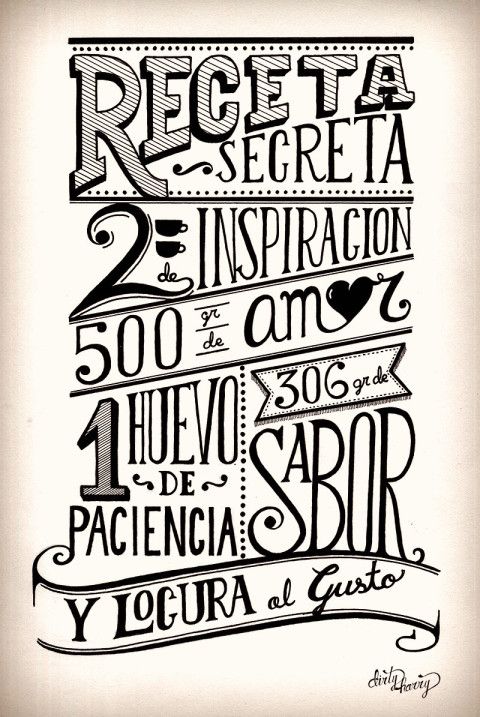 RECETA
SECRETA
2 de INSPIRACION
500 gr de amor
1 HUEVO
DE
PACIENCIA
306 gr de
SABOR
Y LOCURA al Gusto
dirty harry